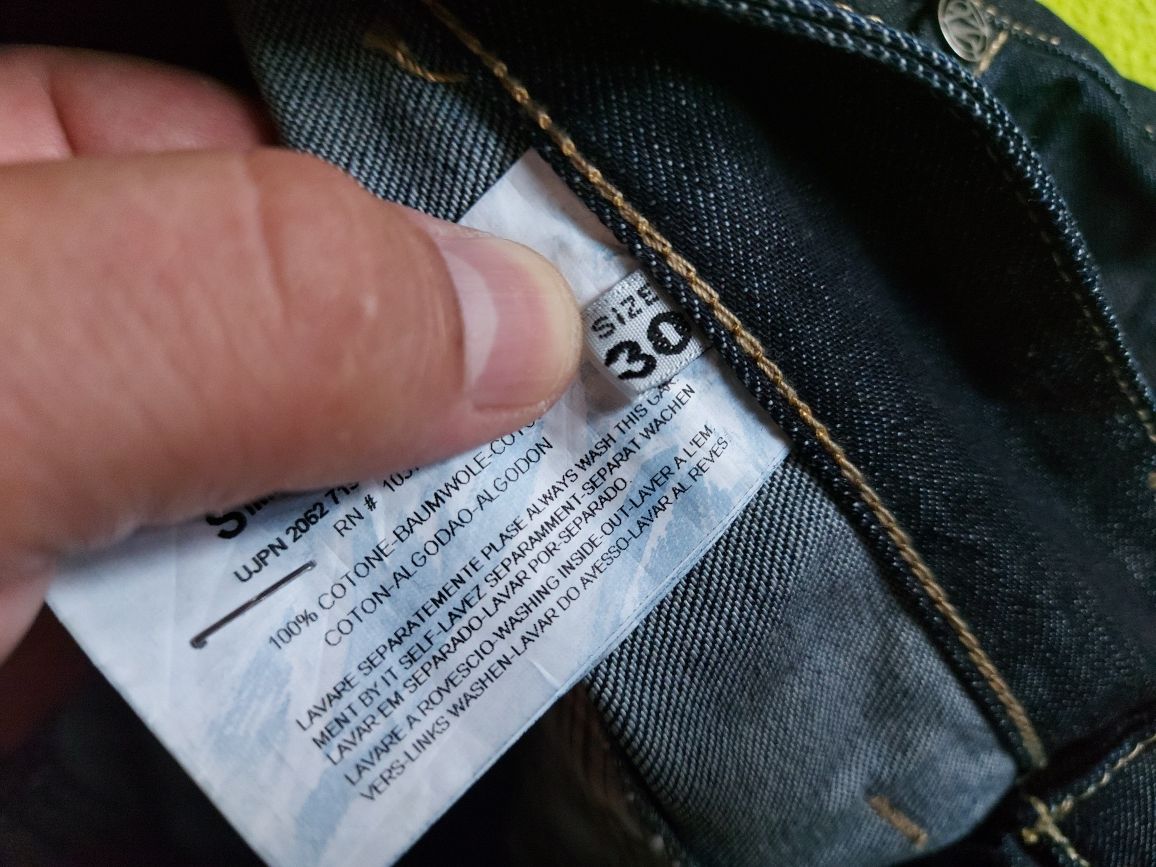 SIZE
30
UJPN 2062
RN #
100% COTONE-BAUMWOLE-
COTON-ALGODAO-ALGODON
LAVARE SEPARATEMENTE PLASE ALWAYS WASH THIS
MENT BY IT SELF-LAVEZ SEPARAMMENT-SEPARAT WACHEN
LAVAR EM SEPARADO-LAVAR POR-SEPARADO.
LAVARE A ROVESCIO-WASHING INSIDE-OUT-LAVER A L'EM
VERS-LINKS WASHEN-LAVAR DO AVESSO-LAVAR AL REVES